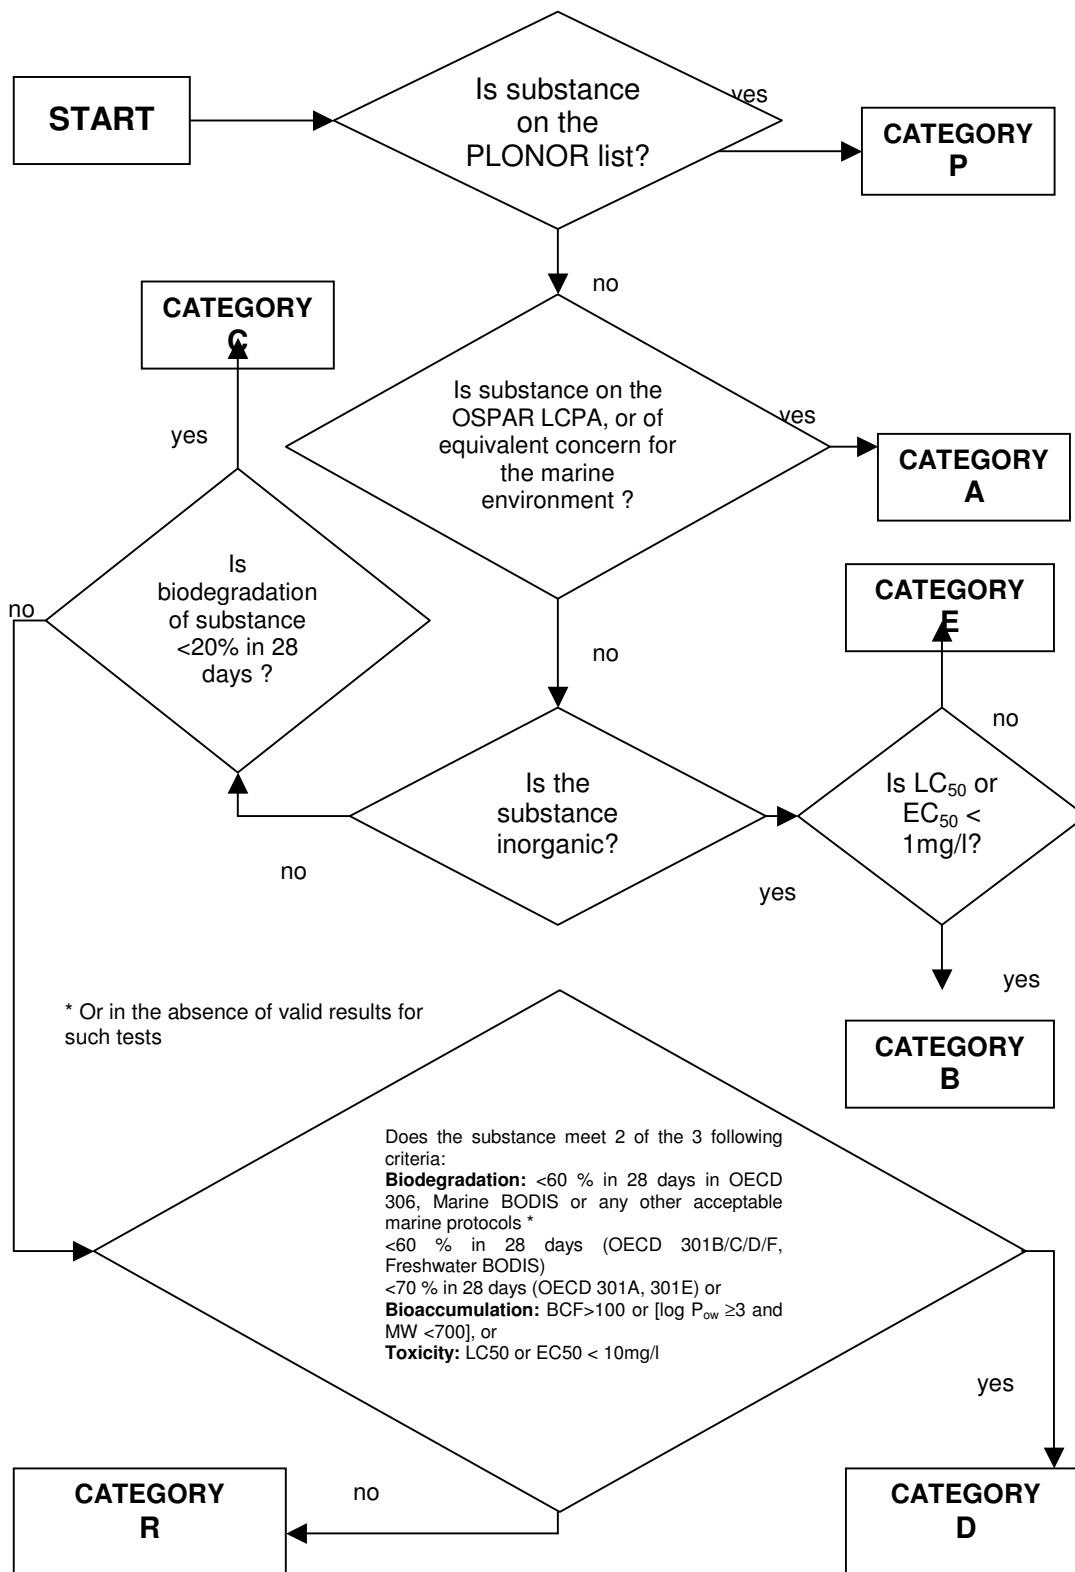 START
Is substance
on the
PLONOR list?
yes
CATEGORY
P
no
CATEGORY
C
Is substance on the
OSPAR LCPA, or of
equivalent concern for
the marine
environment ?
yes
CATEGORY
A
yes
Is
biodegradation
of substance
<20% in 28
days ?
no
no
CATEGORY
E
no
Is the
substance
inorganic?
Is LC50 or
EC50 <
1mg/l?
no
yes
yes
* Or in the absence of valid results for
such tests
CATEGORY
B
Does the substance meet 2 of the 3 following
criteria:
Biodegradation: <60 % in 28 days in OECD
306, Marine BODIS or any other acceptable
marine protocols *
<60 % in 28 days (OECD 301B/C/D/F,
Freshwater BODIS)
<70 % in 28 days (OECD 301A, 301E) or
Bioaccumulation: BCF>100 or [log Pow ≥3 and
MW <700], or
Toxicity: LC50 or EC50 < 10mg/l
yes
CATEGORY
R
no
CATEGORY
D